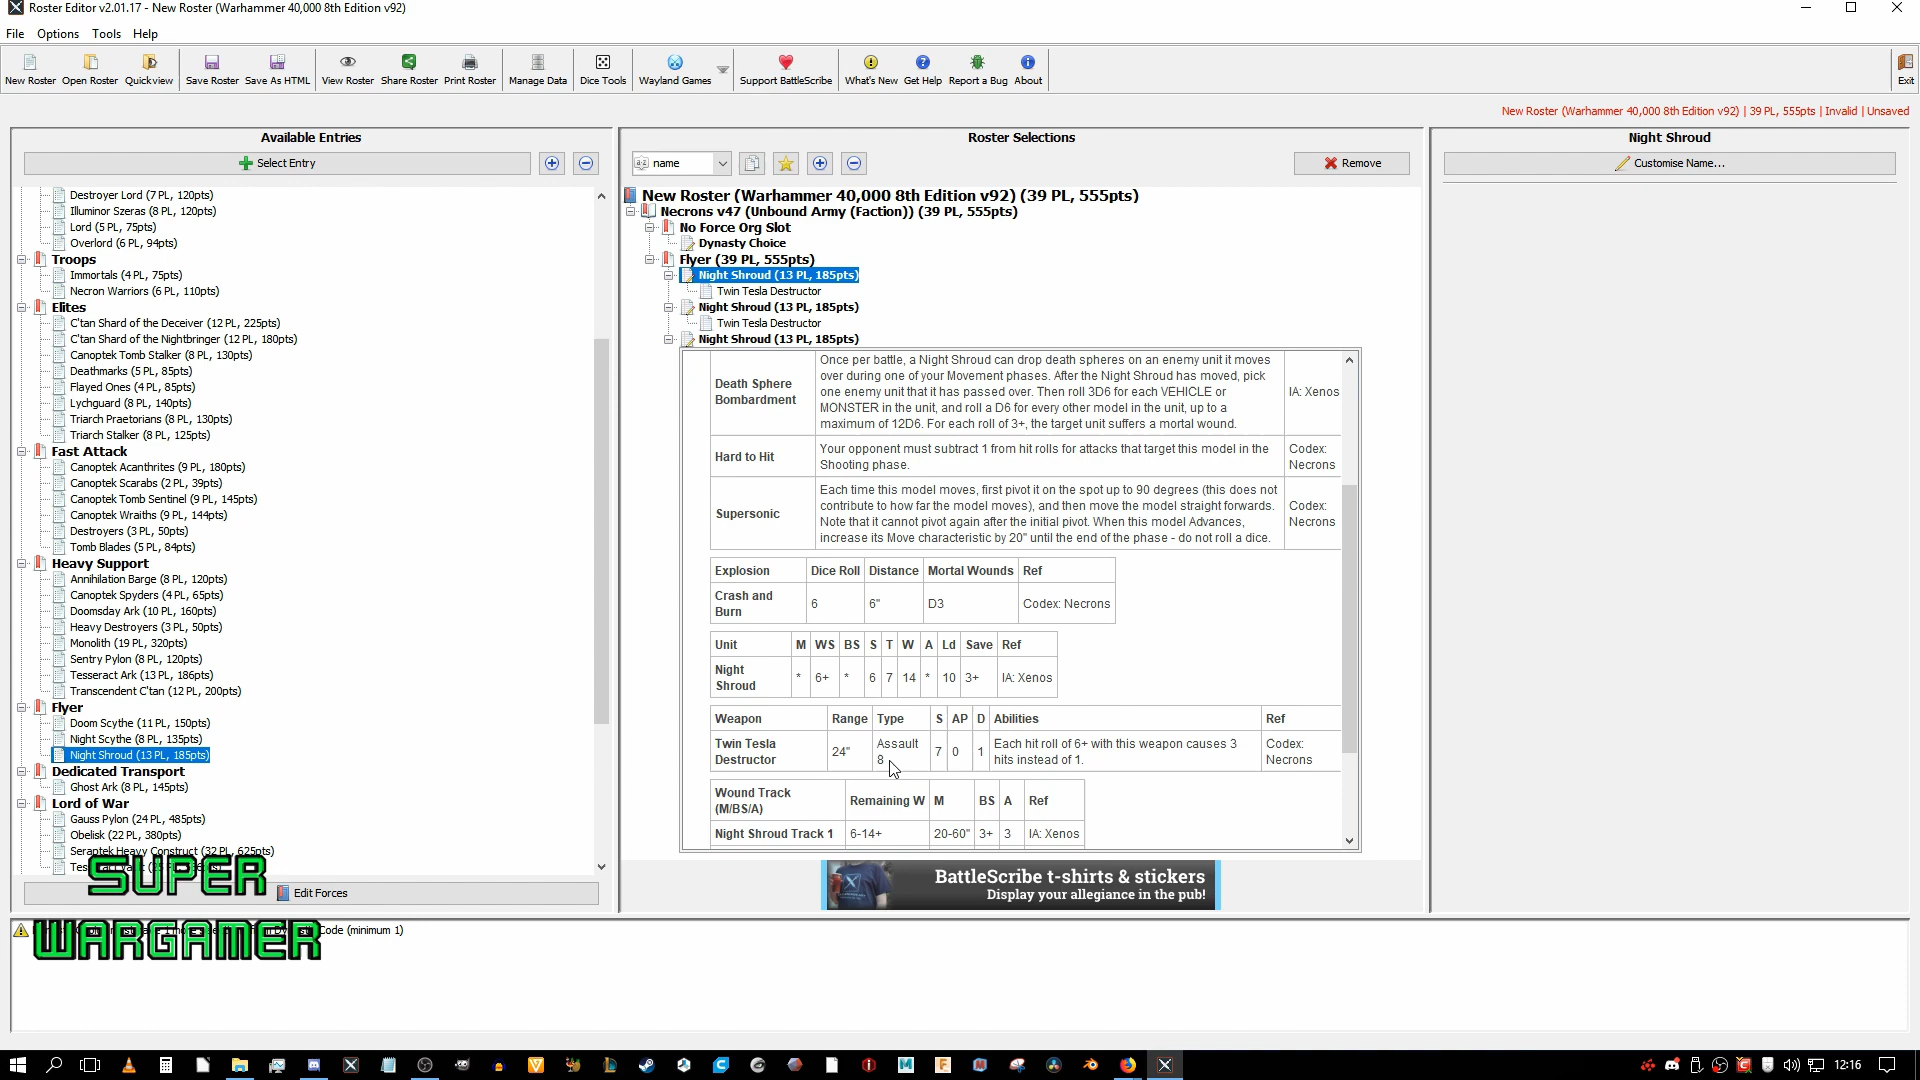 Roster Editor v2.01.17 - New Roster (Warhammer 40,000 8th Edition v92)
File Options Tools Help
New Roster Open Roster Quickview Save Roster Save As HTML View Roster Share Roster Print Roster Manage Data Dice Tools Wayland Games Support BattleScribe What's New Get Help Report a Bug About Exit
New Roster (Warhammer 40,000 8th Edition v92) | 39 PL, 555pts | Invalid | Unsaved
Available Entries
Select Entry
Destroyer Lord (7 PL, 120pts)
Illuminor Szeras (8 PL, 120pts)
Lord (5 PL, 75pts)
Overlord (6 PL, 94pts)
Troops
Immortals (4 PL, 75pts)
Necron Warriors (6 PL, 110pts)
Elites
C'tan Shard of the Deceiver (12 PL, 225pts)
C'tan Shard of the Nightbringer (12 PL, 180pts)
Canoptek Tomb Stalker (8 PL, 130pts)
Deathmarks (5 PL, 85pts)
Flayed Ones (4 PL, 85pts)
Lychguard (8 PL, 140pts)
Triarch Praetorians (8 PL, 130pts)
Triarch Stalker (8 PL, 125pts)
Fast Attack
Canoptek Acanthrites (9 PL, 180pts)
Canoptek Scarabs (2 PL, 39pts)
Canoptek Tomb Sentinel (9 PL, 145pts)
Canoptek Wraiths (9 PL, 144pts)
Destroyers (3 PL, 50pts)
Tomb Blades (5 PL, 84pts)
Heavy Support
Annihilation Barge (8 PL, 120pts)
Canoptek Spyders (4 PL, 65pts)
Doomsday Ark (10 PL, 160pts)
Heavy Destroyers (3 PL, 50pts)
Monolith (19 PL, 320pts)
Sentry Pylon (8 PL, 120pts)
Tesseract Ark (13 PL, 186pts)
Transcendent C'tan (12 PL, 200pts)
Flyer
Doom Scythe (11 PL, 150pts)
Night Scythe (8 PL, 135pts)
Night Shroud (13 PL, 185pts)
Dedicated Transport
Ghost Ark (8 PL, 145pts)
Lord of War
Gauss Pylon (24 PL, 485pts)
Obelisk (22 PL, 380pts)
Seraptek Heavy Construct (32 PL, 625pts)
Edit Forces
SUPER
WARGAMER
Code (minimum 1)
Roster Selections
name
Remove
New Roster (Warhammer 40,000 8th Edition v92) (39 PL, 555pts)
Necrons v47 (Unbound Army (Faction)) (39 PL, 555pts)
No Force Org Slot
Dynasty Choice
Flyer (39 PL, 555pts)
Night Shroud (13 PL, 185pts)
Twin Tesla Destructor
Night Shroud (13 PL, 185pts)
Twin Tesla Destructor
Night Shroud (13 PL, 185pts)
Death Sphere Bombardment
Once per battle, a Night Shroud can drop death spheres on an enemy unit it moves
over during one of your Movement phases. After the Night Shroud has moved, pick
one enemy unit that it has passed over. Then roll 3D6 for each VEHICLE or
MONSTER in the unit, and roll a D6 for every other model in the unit, up to a
maximum of 12D6. For each roll of 3+, the target unit suffers a mortal wound.
IA: Xenos
Hard to Hit
Your opponent must subtract 1 from hit rolls for attacks that target this model in the
Shooting phase.
Codex: Necrons
Supersonic
Each time this model moves, first pivot it on the spot up to 90 degrees (this does not
contribute to how far the model moves), and then move the model straight forwards.
Note that it cannot pivot again after the initial pivot. When this model Advances,
increase its Move characteristic by 20" until the end of the phase - do not roll a dice.
Codex: Necrons
Explosion Dice Roll Distance Mortal Wounds Ref
Crash and Burn 6 6" D3 Codex: Necrons
Unit M WS BS S T W A Ld Save Ref
Night Shroud * 6+ * 6 7 14 * 10 3+ IA: Xenos
Weapon Range Type S AP D Abilities Ref
Twin Tesla Destructor 24" Assault 8 7 0 1 Each hit roll of 6+ with this weapon causes 3 hits instead of 1. Codex: Necrons
Wound Track (M/BS/A) Remaining W M BS A Ref
Night Shroud Track 1 6-14+ 20-60" 3+ 3 IA: Xenos
BattleScribe t-shirts & stickers
Display your allegiance in the pub!
Night Shroud
Customise Name...
12:16